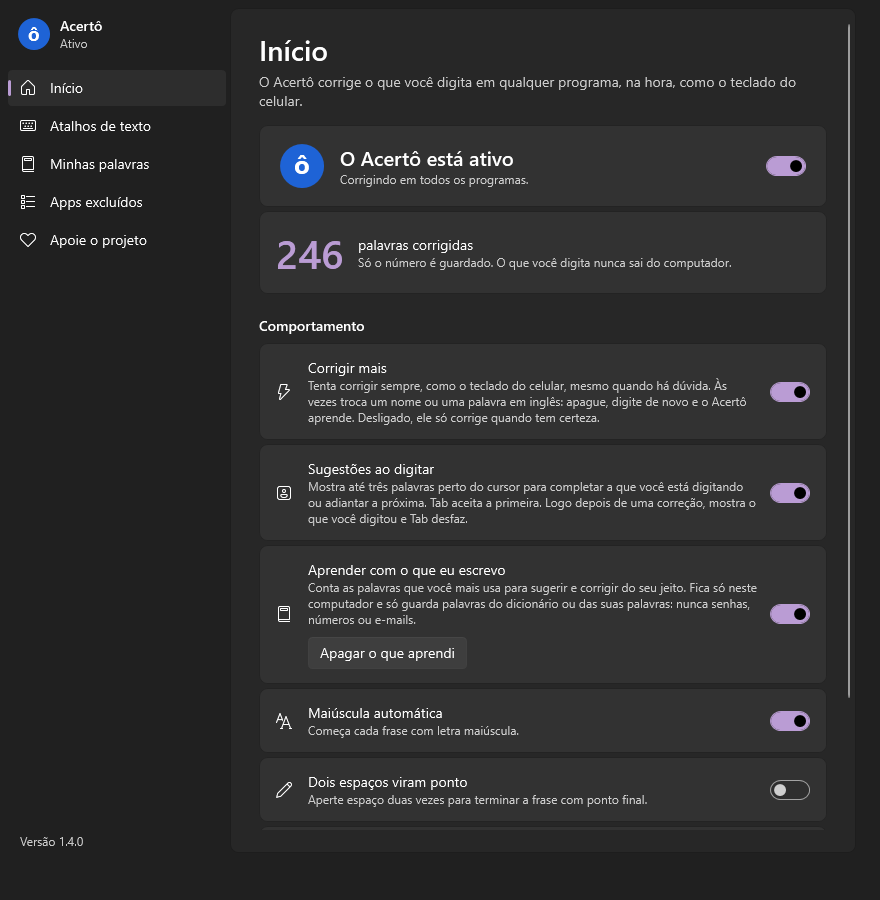 ô
Acertô
Ativo
Início
Atalhos de texto
Minhas palavras
Apps excluídos
Apoie o projeto
Versão 1.4.0
Início
O Acertô corrige o que você digita em qualquer programa, na hora, como o teclado do
celular.
ô
O Acertô está ativo
Corrigindo em todos os programas.
246
palavras corrigidas
Só o número é guardado. O que você digita nunca sai do computador.
Comportamento
Corrigir mais
Tenta corrigir sempre, como o teclado do celular, mesmo quando há dúvida. Às
vezes troca um nome ou uma palavra em inglês: apague, digite de novo e o Acertô
aprende. Desligado, ele só corrige quando tem certeza.
Sugestões ao digitar
Mostra até três palavras perto do cursor para completar a que você está digitando
ou adiantar a próxima. Tab aceita a primeira. Logo depois de uma correção, mostra o
que você digitou e Tab desfaz.
Aprender com o que eu escrevo
Conta as palavras que você mais usa para sugerir e corrigir do seu jeito. Fica só neste
computador e só guarda palavras do dicionário ou das suas palavras: nunca senhas,
números ou e-mails.
Apagar o que aprendi
Maiúscula automática
Começa cada frase com letra maiúscula.
Dois espaços viram ponto
Aperte espaço duas vezes para terminar a frase com ponto final.